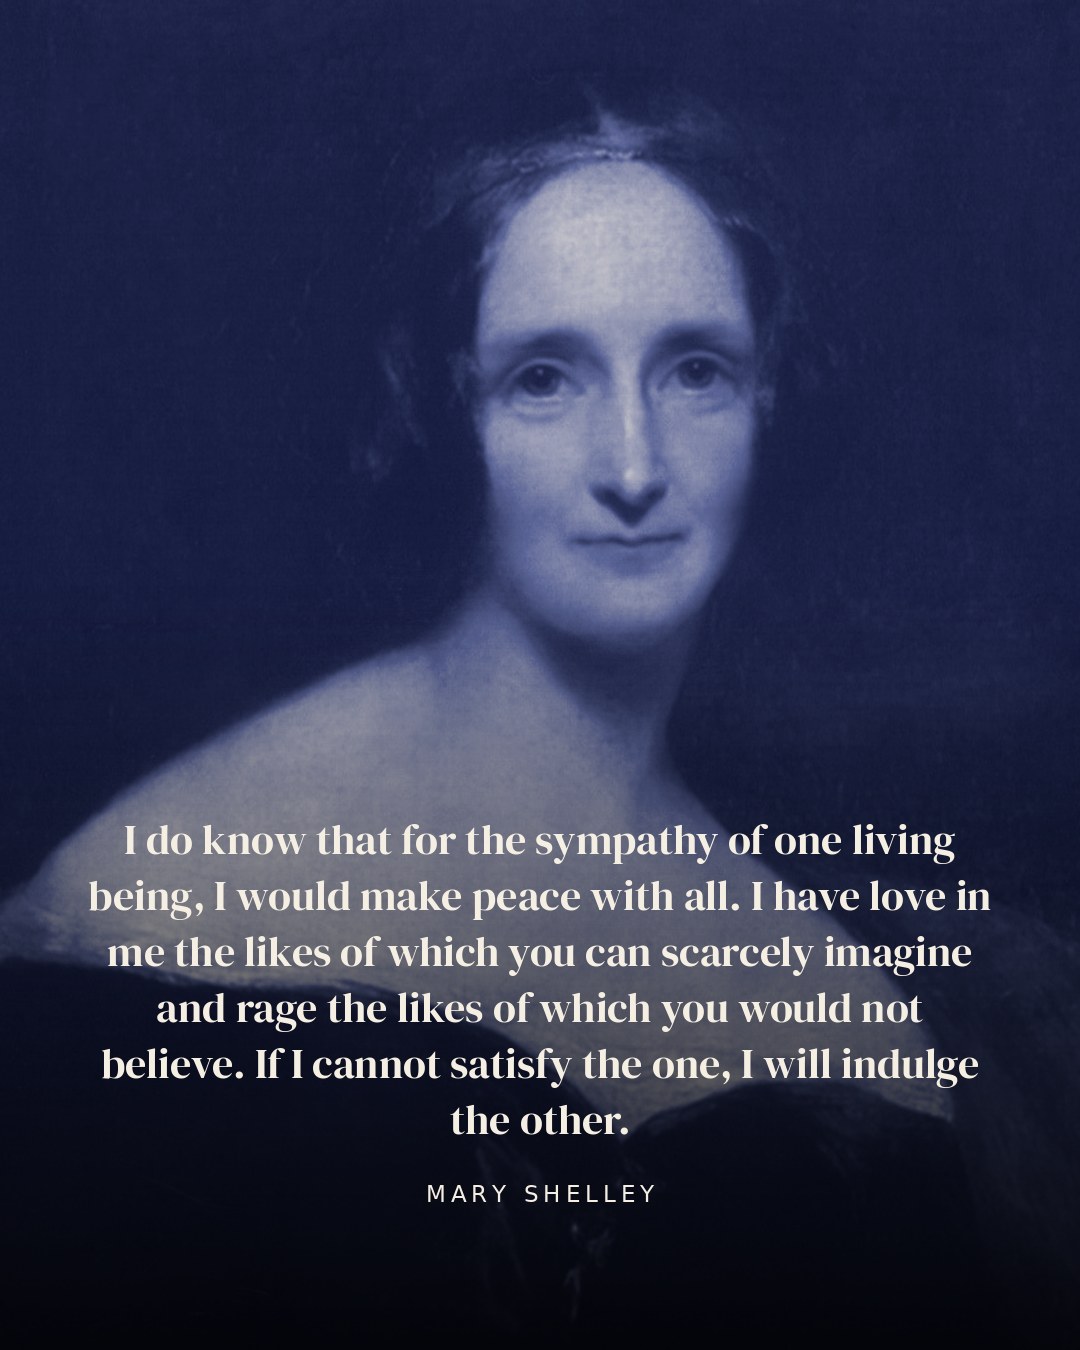 I do know that for the sympathy of one living
being, I would make peace with all. I have love in
me the likes of which you can scarcely imagine
and rage the likes of which you would not
believe. If I cannot satisfy the one, I will indulge
the other.
MARY SHELLEY